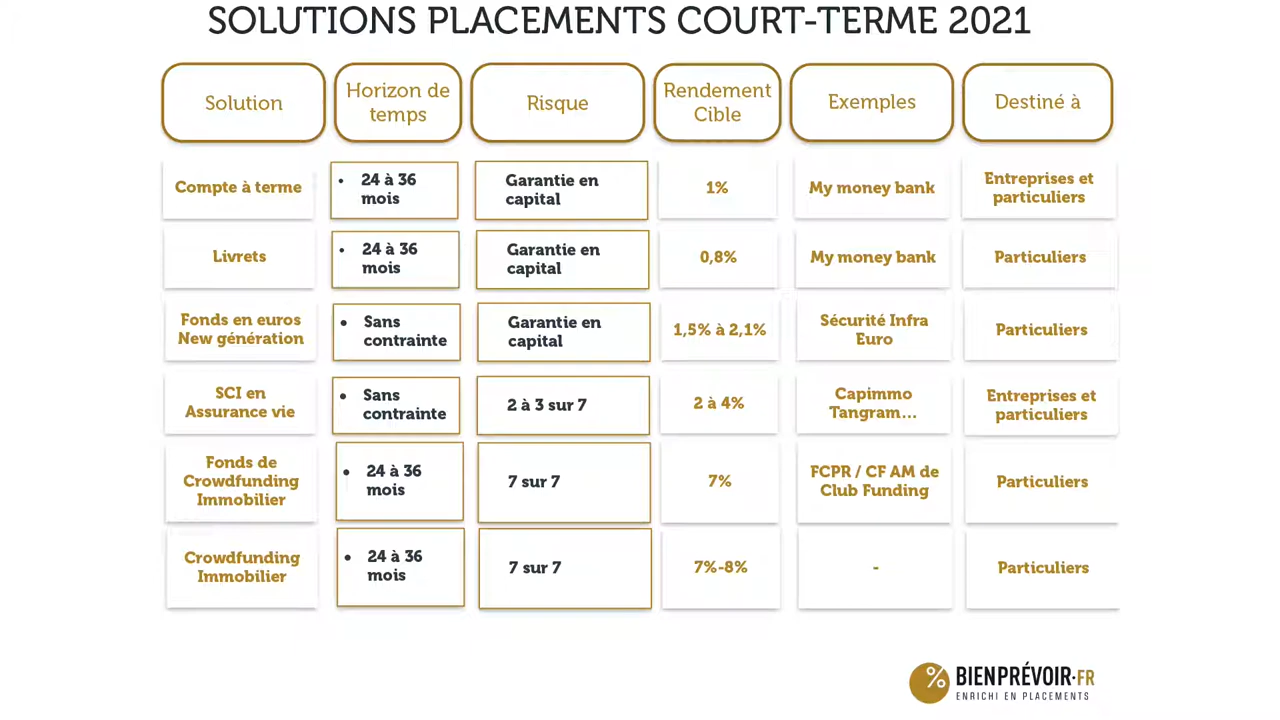 SOLUTIONS PLACEMENTS COURT-TERME 2021
Solution
Horizon de
temps
Risque
Rendement
Cible
Exemples
Destiné à
Compte à terme
• 24 à 36
mois
Garantie en
capital
1%
My money bank
Entreprises et
particuliers
Livrets
• 24 à 36
mois
Garantie en
capital
0,8%
My money bank
Particuliers
Fonds en euros
New génération
• Sans
contrainte
Garantie en
capital
1,5% à 2,1%
Sécurité Infra
Euro
Particuliers
SCI en
Assurance vie
• Sans
contrainte
2 à 3 sur 7
2 à 4%
Capimmo
Tangram...
Entreprises et
particuliers
Fonds de
Crowdfunding
Immobilier
• 24 à 36
mois
7 sur 7
7%
FCPR / CF AM de
Club Funding
Particuliers
Crowdfunding
Immobilier
• 24 à 36
mois
7 sur 7
7%-8%
-
Particuliers
%
BIENPRÉVOIR·FR
ENRICHI EN PLACEMENTS